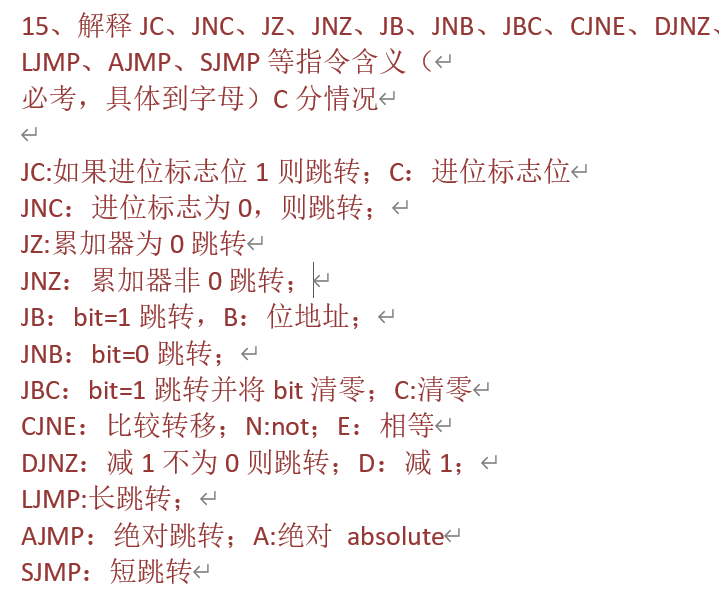 15、解释 JC、JNC、JZ、JNZ、JB、JNB、JBC、CJNE、DJNZ、
LJMP、AJMP、SJMP 等指令含义（
必考，具体到字母）C 分情况
JC:如果进位标志位 1 则跳转；C：进位标志位
JNC：进位标志为 0，则跳转；
JZ:累加器为 0 跳转
JNZ：累加器非 0 跳转；
JB：bit=1 跳转，B：位地址；
JNB：bit=0 跳转；
JBC：bit=1 跳转并将 bit 清零；C:清零
CJNE：比较转移；N:not；E：相等
DJNZ：减 1 不为 0 则跳转；D：减 1；
LJMP:长跳转；
AJMP：绝对跳转；A:绝对 absolute
SJMP：短跳转